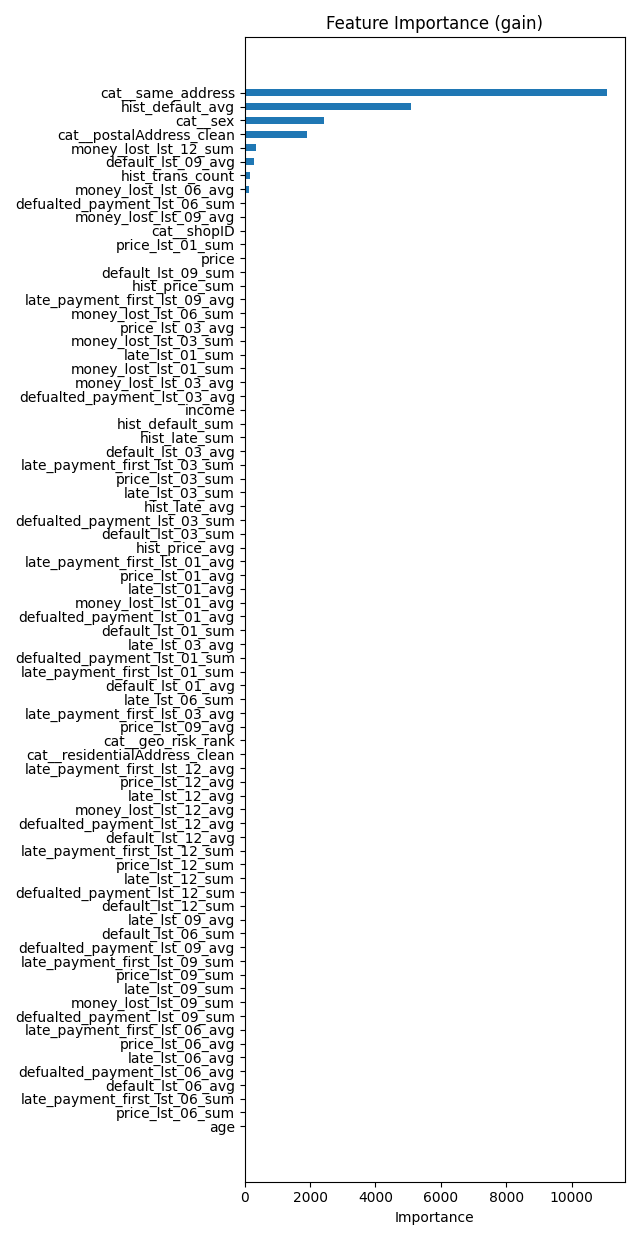 Feature Importance (gain)
cat__same_address
hist_default_avg
cat__sex
cat__postalAddress_clean
money_lost_lst_12_sum
default_lst_09_avg
hist_trans_count
money_lost_lst_06_avg
defualted_payment_lst_06_sum
money_lost_lst_09_avg
cat__shopID
price_lst_01_sum
price
default_lst_09_sum
hist_price_sum
late_payment_first_lst_09_avg
money_lost_lst_06_sum
price_lst_03_avg
money_lost_lst_03_sum
late_lst_01_sum
money_lost_lst_01_sum
money_lost_lst_03_avg
defualted_payment_lst_03_avg
income
hist_default_sum
hist_late_sum
default_lst_03_avg
late_payment_first_lst_03_sum
price_lst_03_sum
late_lst_03_sum
hist_late_avg
defualted_payment_lst_03_sum
default_lst_03_sum
hist_price_avg
late_payment_first_lst_01_avg
price_lst_01_avg
late_lst_01_avg
money_lost_lst_01_avg
defualted_payment_lst_01_avg
default_lst_01_sum
late_lst_03_avg
defualted_payment_lst_01_sum
late_payment_first_lst_01_sum
default_lst_01_avg
late_lst_06_sum
late_payment_first_lst_03_avg
price_lst_09_avg
cat__geo_risk_rank
cat__residentialAddress_clean
late_payment_first_lst_12_avg
price_lst_12_avg
late_lst_12_avg
money_lost_lst_12_avg
defualted_payment_lst_12_avg
default_lst_12_avg
late_payment_first_lst_12_sum
price_lst_12_sum
late_lst_12_sum
defualted_payment_lst_12_sum
default_lst_12_sum
late_lst_09_avg
default_lst_06_sum
defualted_payment_lst_09_avg
late_payment_first_lst_09_sum
price_lst_09_sum
late_lst_09_sum
money_lost_lst_09_sum
defualted_payment_lst_09_sum
late_payment_first_lst_06_avg
price_lst_06_avg
late_lst_06_avg
defualted_payment_lst_06_avg
default_lst_06_avg
late_payment_first_lst_06_sum
price_lst_06_sum
age
0 2000 4000 6000 8000 10000
Importance